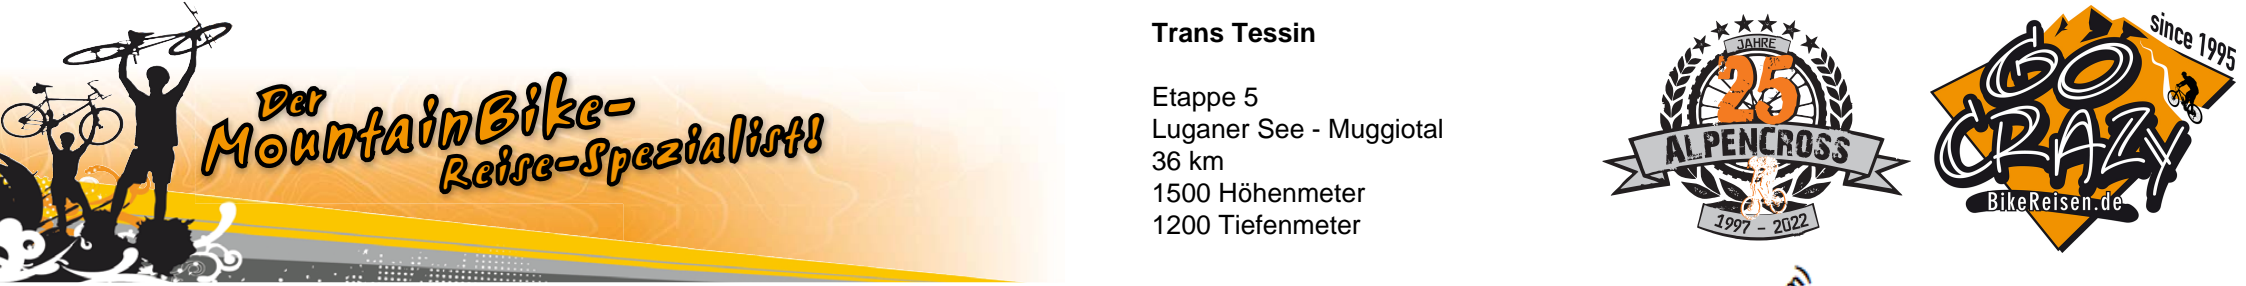 Der
MountainBike-
Reise-Spezialist!
Trans Tessin
Etappe 5
Luganer See - Muggiotal
36 km
1500 Höhenmeter
1200 Tiefenmeter
JAHRE
25
ALPENCROSS
1997 - 2022
since 1995
GO
CRAZY
BikeReisen.de